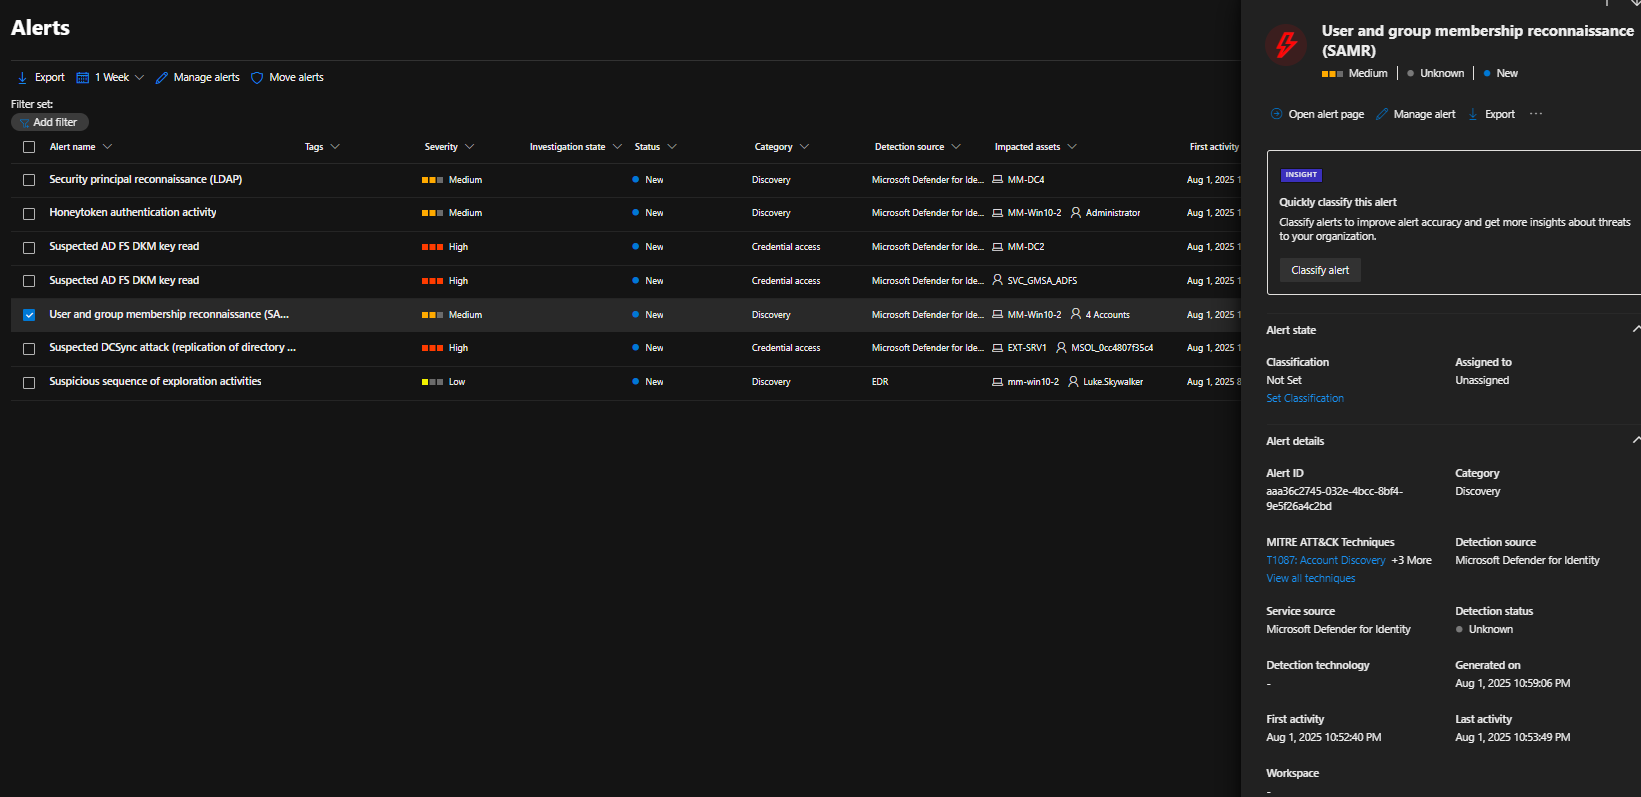 Alerts
Export 1 Week Manage alerts Move alerts
Filter set:
Add filter
Alert name Tags Severity Investigation state Status Category Detection source Impacted assets First activity
Security principal reconnaissance (LDAP) Medium New Discovery Microsoft Defender for Ide... MM-DC4 Aug 1, 2025 1
Honeytoken authentication activity Medium New Discovery Microsoft Defender for Ide... MM-Win10-2 Administrator Aug 1, 2025 1
Suspected AD FS DKM key read High New Credential access Microsoft Defender for Ide... MM-DC2 Aug 1, 2025 1
Suspected AD FS DKM key read High New Credential access Microsoft Defender for Ide... SVC_GMSA_ADFS Aug 1, 2025 1
User and group membership reconnaissance (SA... Medium New Discovery Microsoft Defender for Ide... MM-Win10-2 4 Accounts Aug 1, 2025 1
Suspected DCSync attack (replication of directory ... High New Credential access Microsoft Defender for Ide... EXT-SRV1 MSOL_0cc4807f35c4 Aug 1, 2025 1
Suspicious sequence of exploration activities Low New Discovery EDR mm-win10-2 Luke.Skywalker Aug 1, 2025 8
User and group membership reconnaissance
(SAMR)
Medium Unknown New
Open alert page Manage alert Export ...
INSIGHT
Quickly classify this alert
Classify alerts to improve alert accuracy and get more insights about threats
to your organization.
Classify alert
Alert state
Classification Assigned to
Not Set Unassigned
Set Classification
Alert details
Alert ID Category
aaa36c2745-032e-4bcc-8bf4- Discovery
9e5f26a4c2bd
MITRE ATT&CK Techniques Detection source
T1087: Account Discovery +3 More Microsoft Defender for Identity
View all techniques
Service source Detection status
Microsoft Defender for Identity Unknown
Detection technology Generated on
- Aug 1, 2025 10:59:06 PM
First activity Last activity
Aug 1, 2025 10:52:40 PM Aug 1, 2025 10:53:49 PM
Workspace
-